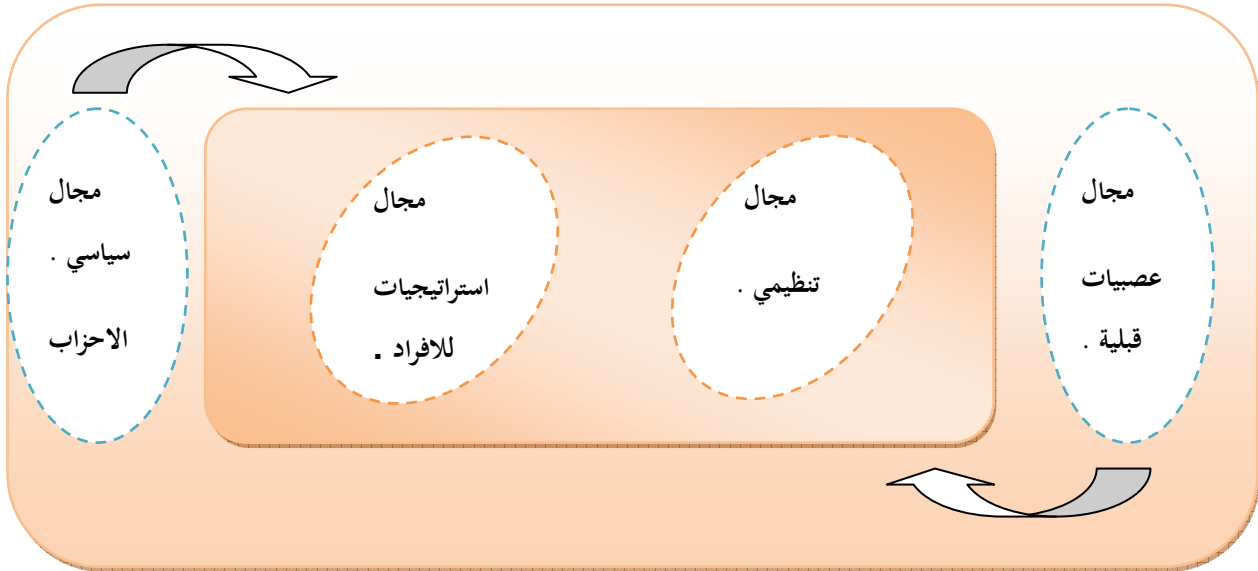 مجال
عصبيات
قبلية .
مجال
تنظيمي .
مجال
استراتيجيات
للافراد .
مجال
سياسي .
الاحزاب